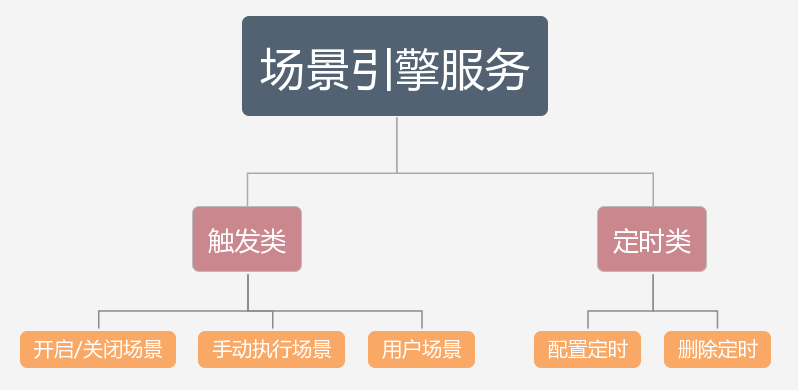 场景引擎服务
触发类
定时类
开启/关闭场景
手动执行场景
用户场景
配置定时
删除定时